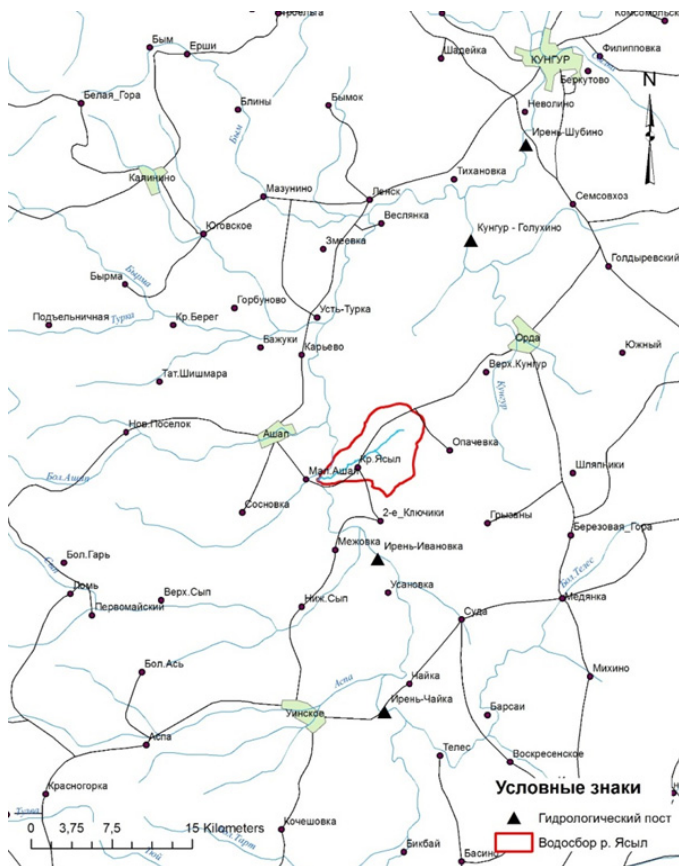 Комсомольск
Бым
Ерши
Шадейка
КУНГУР
Филипповка
Беркутово
Белая_Гора
Блины
Бымок
Бым
Неволино
N
Ирень-Шубино
Калинино
Тихановка
Мазунино
Ленск
Семсовхоз
Веслянка
Юговское
Змеевка
Кунгур - Голухино
Бырма
Бырма
Голдыревский
Горбуново
Подъельничная
Турка
Кр.Берег
Усть-Турка
Бажуки
Карьево
Орда
Южный
Тат.Шишмара
Верх.Кунгур
Кунгур
Нов.Поселок
Ашап
Опачевка
Бол.Ашап
Мал.Ашап
Кр.Ясыл
Шляпники
Сосновка
2-е_Ключики
Грызаны
Березовая_Гора
Межовка
Ирень-Ивановка
Бол.Гарь
Бол.Телес
Ломь
Верх.Сып
Усановка
Медянка
Первомайский
Ниж.Сып
Суда
Бол.Ась
Михино
Аспа
Чайка
Уинское
Ирень-Чайка
Барсаи
Аспа
Телес
Воскресенское
Красногорка
Условные знаки
Гидрологический пост
Водосбор р. Ясыл
0 3,75 7,5 15 Kilometers
Кочешовка
Бикбай
Басино